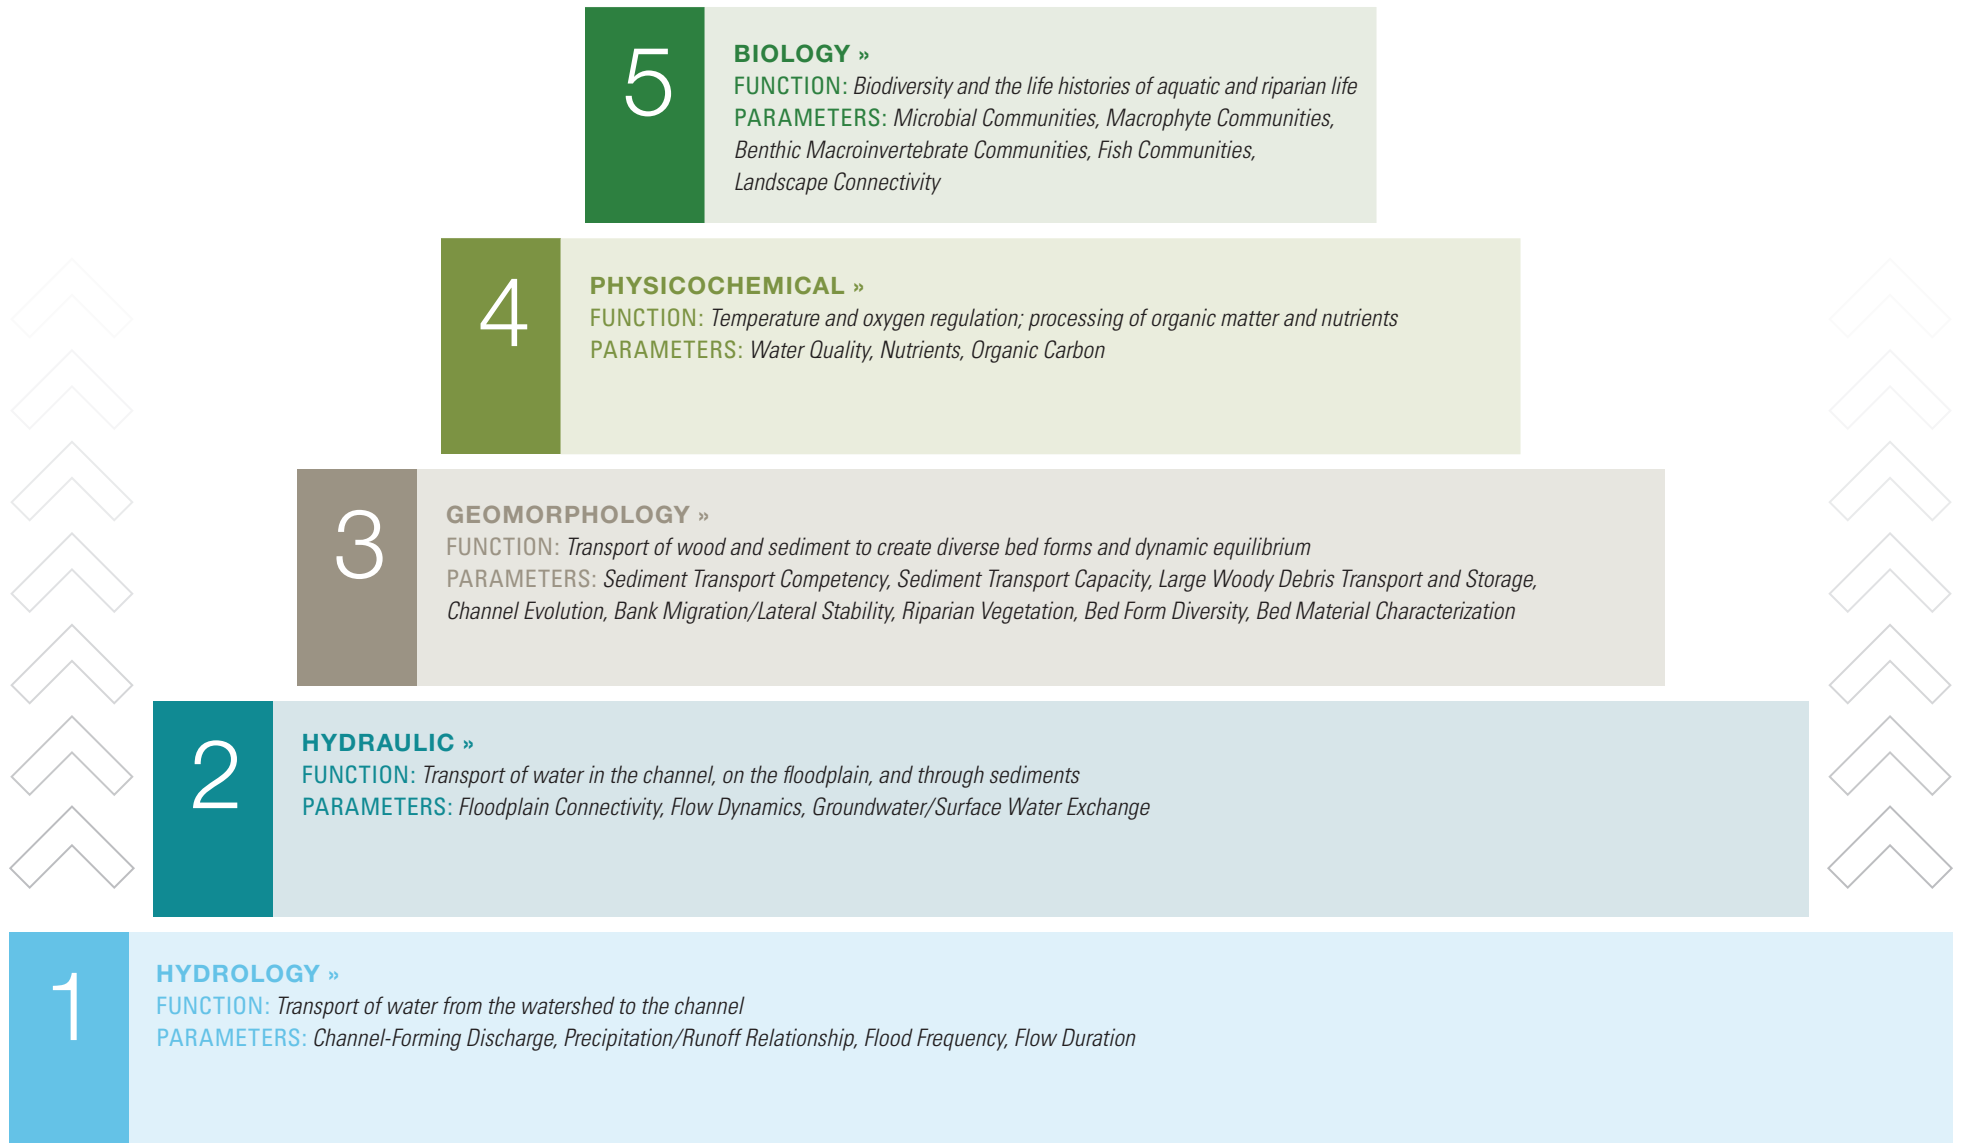 5
BIOLOGY »
FUNCTION: Biodiversity and the life histories of aquatic and riparian life
PARAMETERS: Microbial Communities, Macrophyte Communities,
Benthic Macroinvertebrate Communities, Fish Communities,
Landscape Connectivity
4
PHYSICOCHEMICAL »
FUNCTION: Temperature and oxygen regulation; processing of organic matter and nutrients
PARAMETERS: Water Quality, Nutrients, Organic Carbon
3
GEOMORPHOLOGY »
FUNCTION: Transport of wood and sediment to create diverse bed forms and dynamic equilibrium
PARAMETERS: Sediment Transport Competency, Sediment Transport Capacity, Large Woody Debris Transport and Storage,
Channel Evolution, Bank Migration/Lateral Stability, Riparian Vegetation, Bed Form Diversity, Bed Material Characterization
2
HYDRAULIC »
FUNCTION: Transport of water in the channel, on the floodplain, and through sediments
PARAMETERS: Floodplain Connectivity, Flow Dynamics, Groundwater/Surface Water Exchange
1
HYDROLOGY »
FUNCTION: Transport of water from the watershed to the channel
PARAMETERS: Channel-Forming Discharge, Precipitation/Runoff Relationship, Flood Frequency, Flow Duration